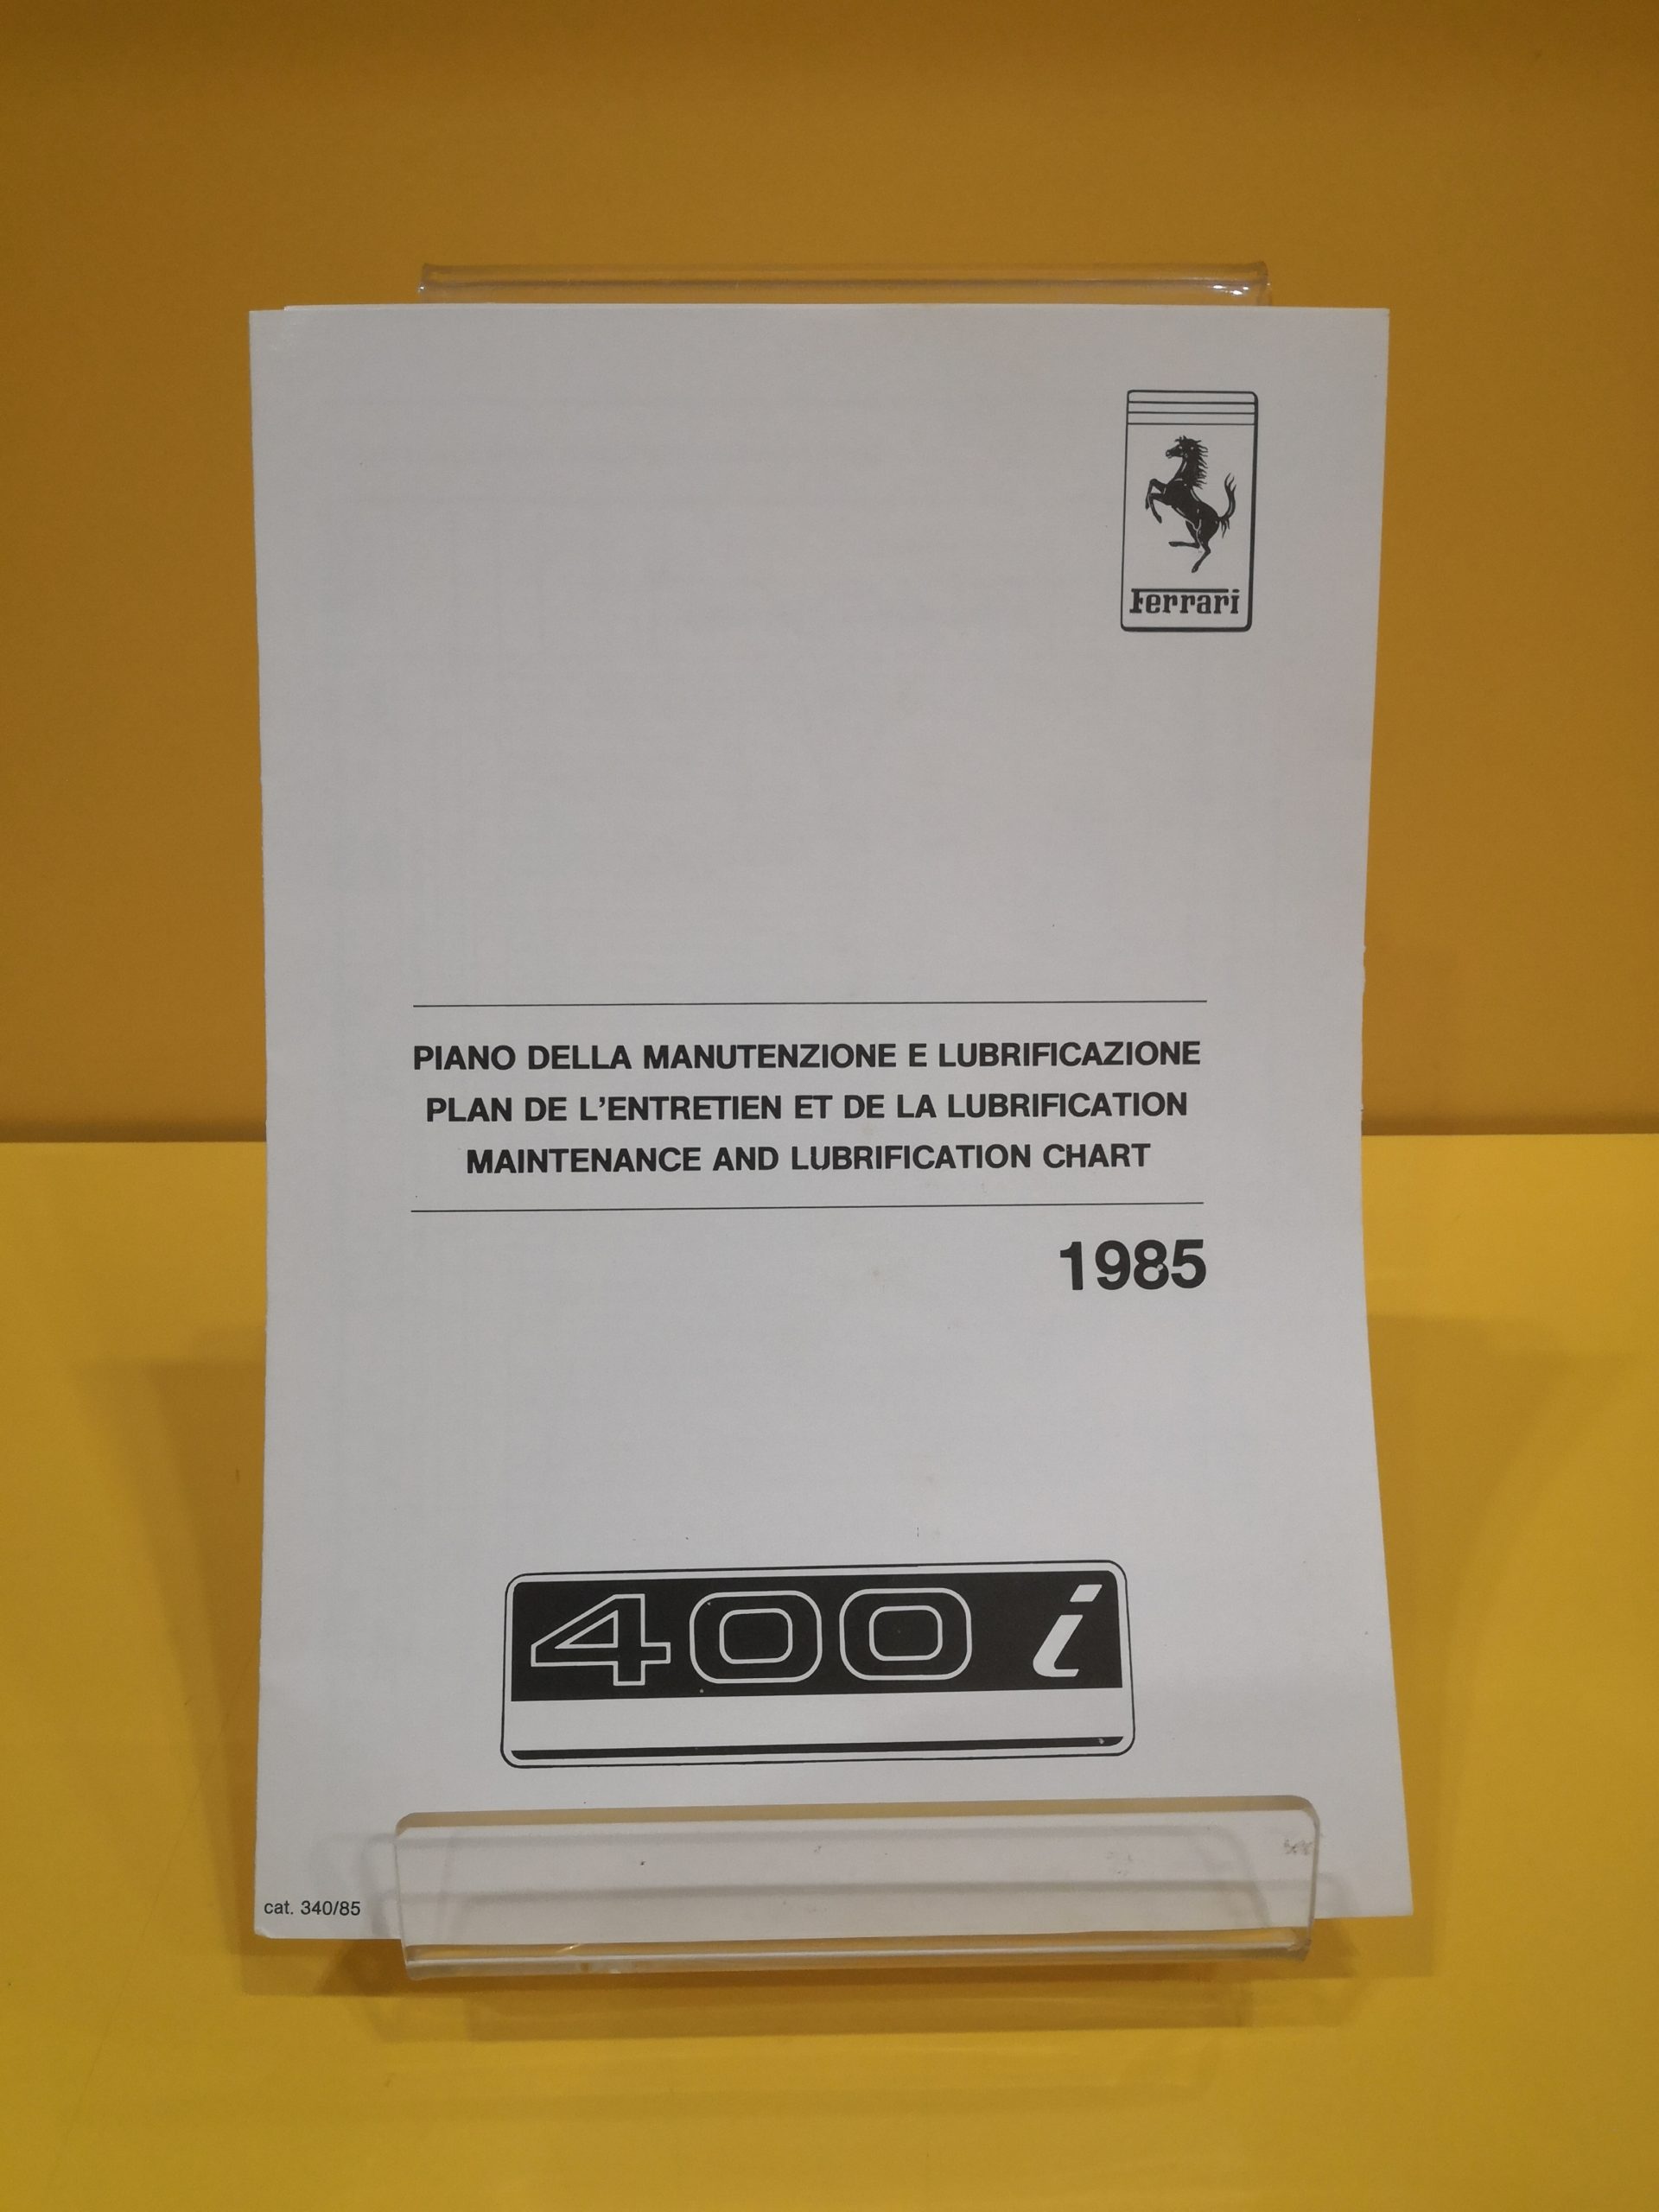 Ferrari
PIANO DELLA MANUTENZIONE E LUBRIFICAZIONE
PLAN DE L'ENTRETIEN ET DE LA LUBRIFICATION
MAINTENANCE AND LUBRIFICATION CHART
1985
400 i
cat. 340/85